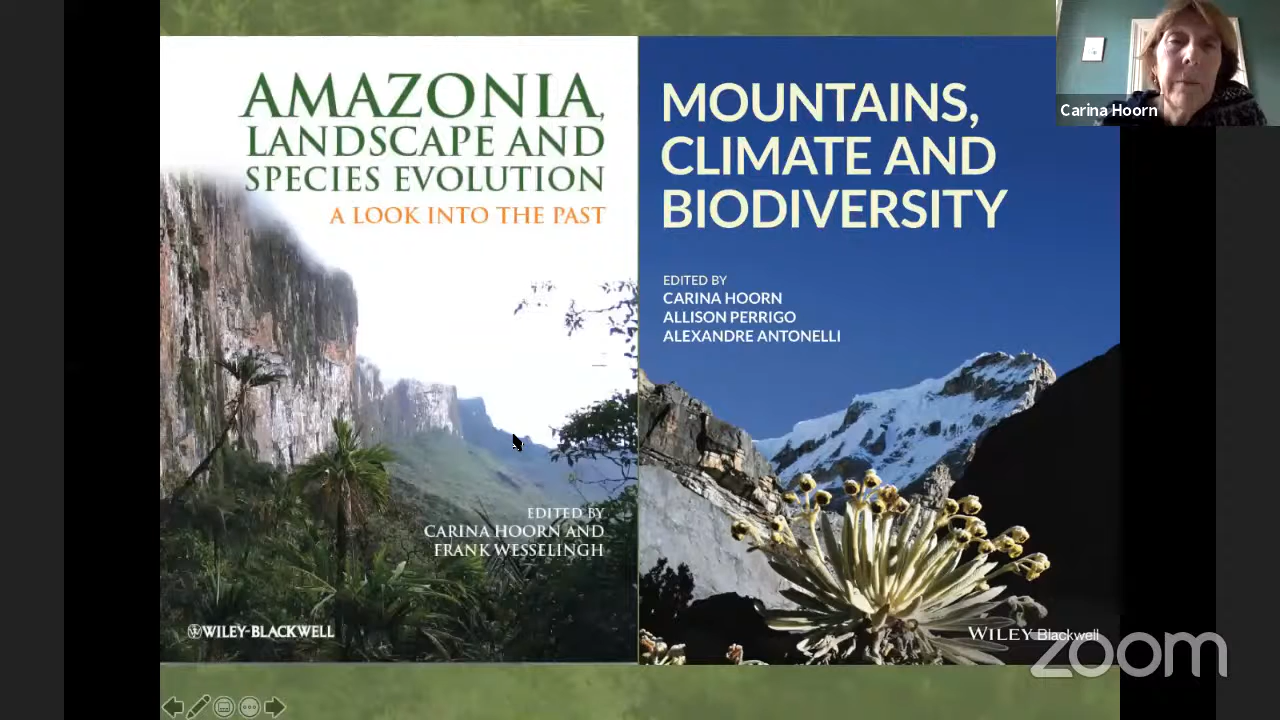 AMAZONIA,
LANDSCAPE AND
SPECIES EVOLUTION
A LOOK INTO THE PAST
EDITED BY
CARINA HOORN AND
FRANK WESSELINGH
WILEY-BLACKWELL
MOUNTAINS,
CLIMATE AND
BIODIVERSITY
EDITED BY
CARINA HOORN
ALLISON PERRIGO
ALEXANDRE ANTONELLI
WILEY Blackwell
Carina Hoorn
zoom